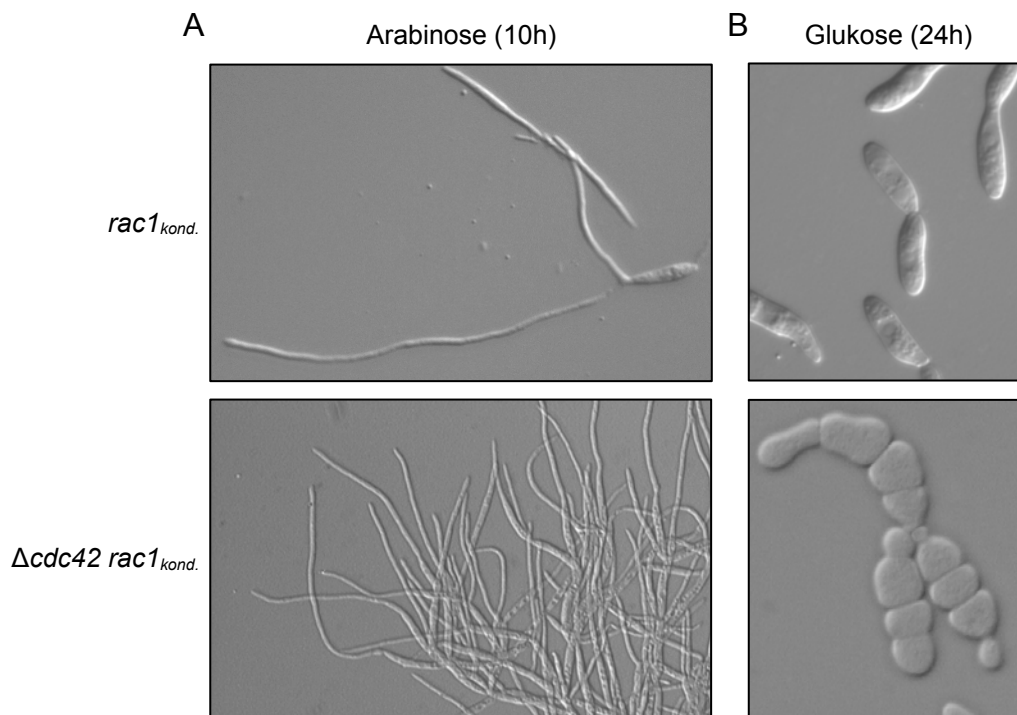 A
Arabinose (10h)
B
Glukose (24h)
rac1kond.
Δcdc42 rac1kond.